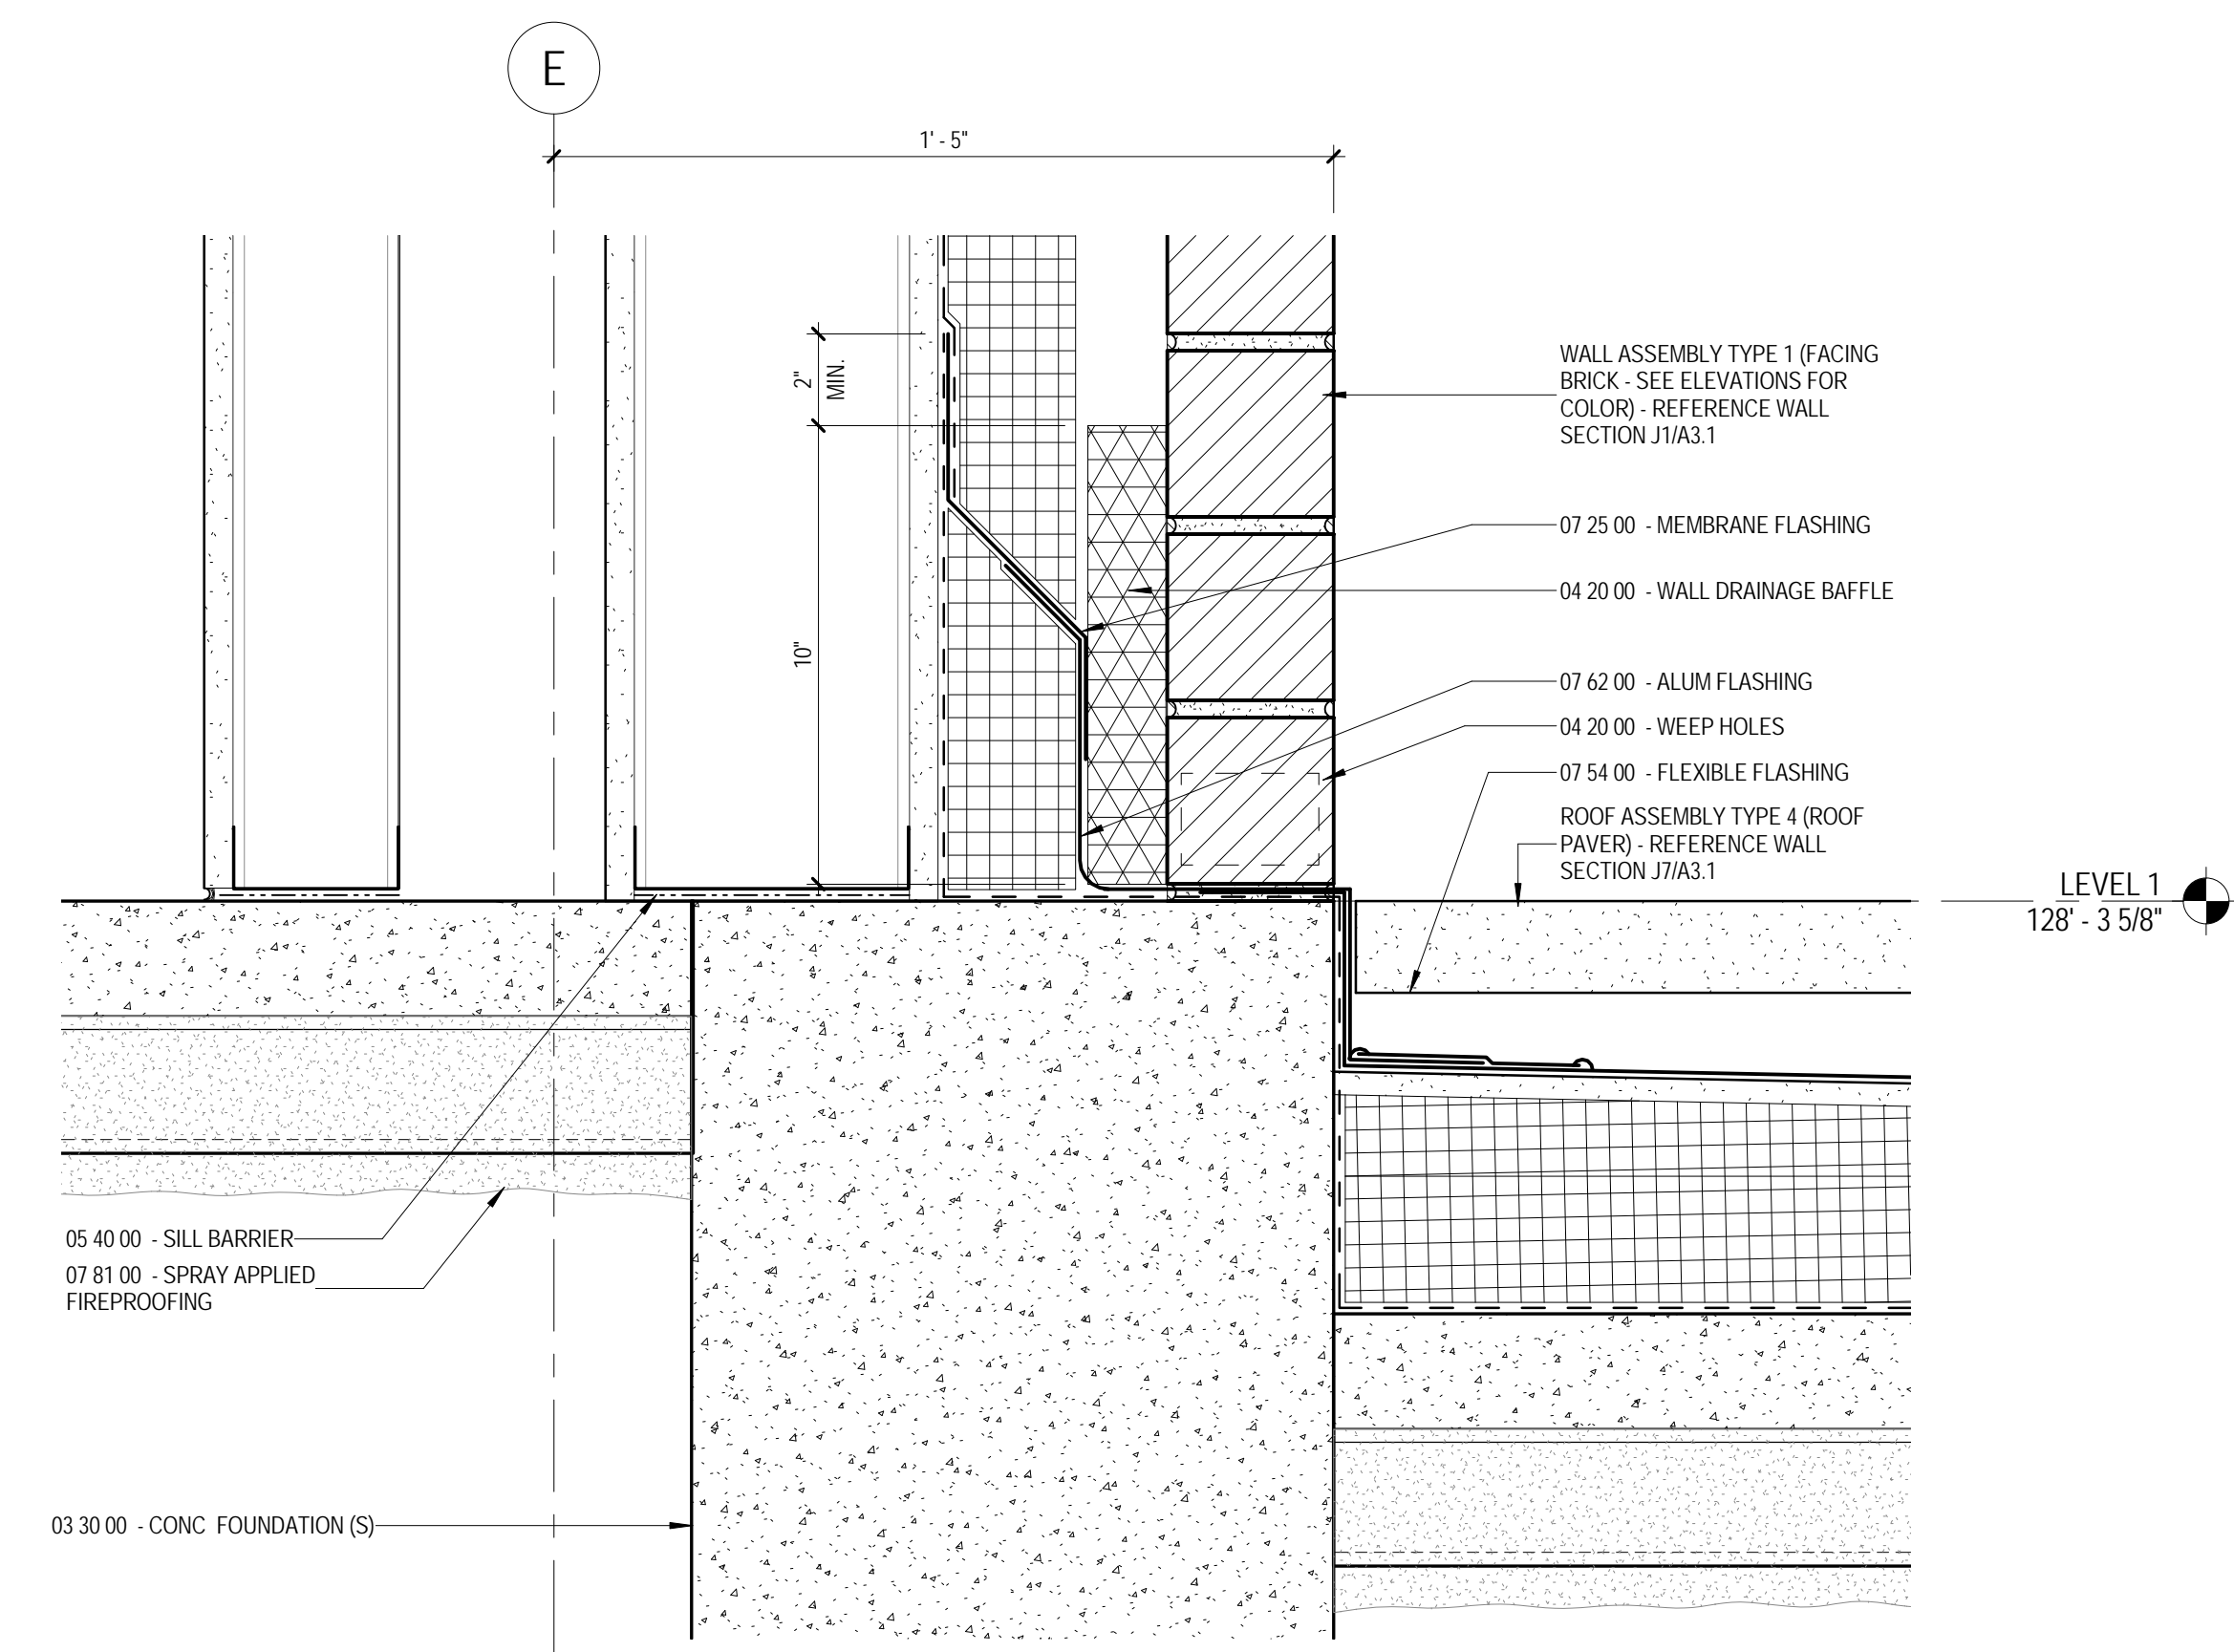 E
1' - 5"
2"
MIN.
10"
WALL ASSEMBLY TYPE 1 (FACING
BRICK - SEE ELEVATIONS FOR
COLOR) - REFERENCE WALL
SECTION J1/A3.1
07 25 00 - MEMBRANE FLASHING
04 20 00 - WALL DRAINAGE BAFFLE
07 62 00 - ALUM FLASHING
04 20 00 - WEEP HOLES
07 54 00 - FLEXIBLE FLASHING
ROOF ASSEMBLY TYPE 4 (ROOF
PAVER) - REFERENCE WALL
SECTION J7/A3.1
LEVEL 1
128' - 3 5/8"
05 40 00 - SILL BARRIER
07 81 00 - SPRAY APPLIED
FIREPROOFING
03 30 00 - CONC FOUNDATION (S)